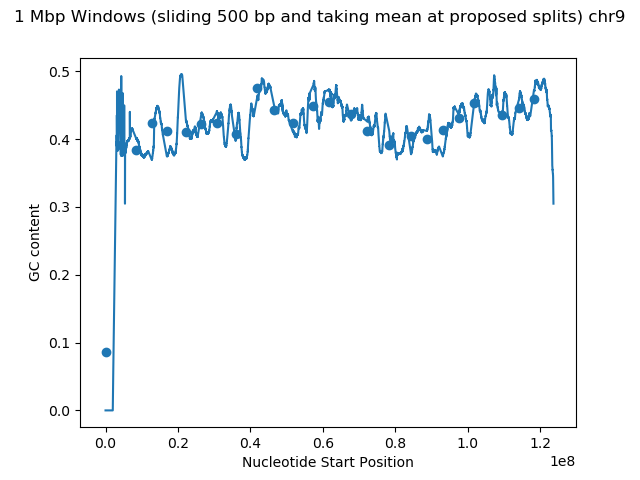 1 Mbp Windows (sliding 500 bp and taking mean at proposed splits) chr9
0.5
0.4
0.3
0.2
0.1
0.0
GC content
0.0 0.2 0.4 0.6 0.8 1.0 1.2
1e8
Nucleotide Start Position